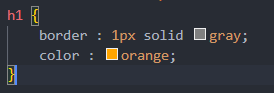 h1 {
    border : 1px solid gray;
    color : orange;
}